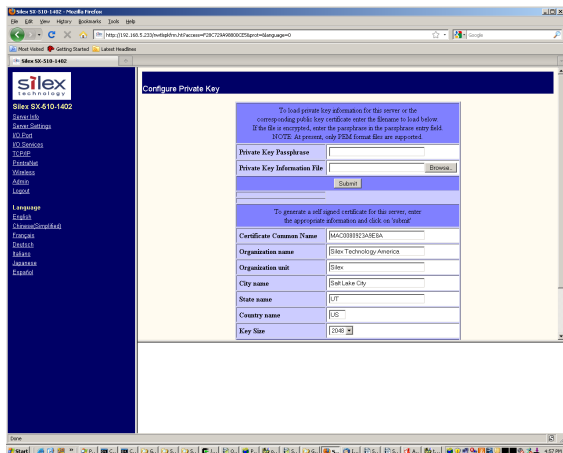 Silex SX-510-1402 - Mozilla Firefox
File Edit View History Bookmarks Tools Help
Google
Most Visited Getting Started Latest Headlines
Silex SX-510-1402
silex
technology
Configure Private Key
Silex SX-510-1402
Server Info
Server Settings
I/O Port
I/O Services
TCP/IP
PentraNet
Wireless
Admin
Logout
Language
English
Chinese(Simplified)
Français
Deutsch
Italiano
Japanese
Español
To load private key information for this server or the
corresponding public key certificate enter the filename to load below.
If the file is encrypted, enter the passphrase in the passphrase entry field.
NOTE: At present, only PEM format files are supported.
Private Key Passphrase
Private Key Information File Browse...
Submit
To generate a self signed certificate for this server, enter
the appropriate information and click on 'submit'
Certificate Common Name MAC0080923A9E8A
Organization name Silex Technology America
Organization unit Silex
City name Salt Lake City
State name UT
Country name US
Key Size 2048
Done
Start
4:57 PM